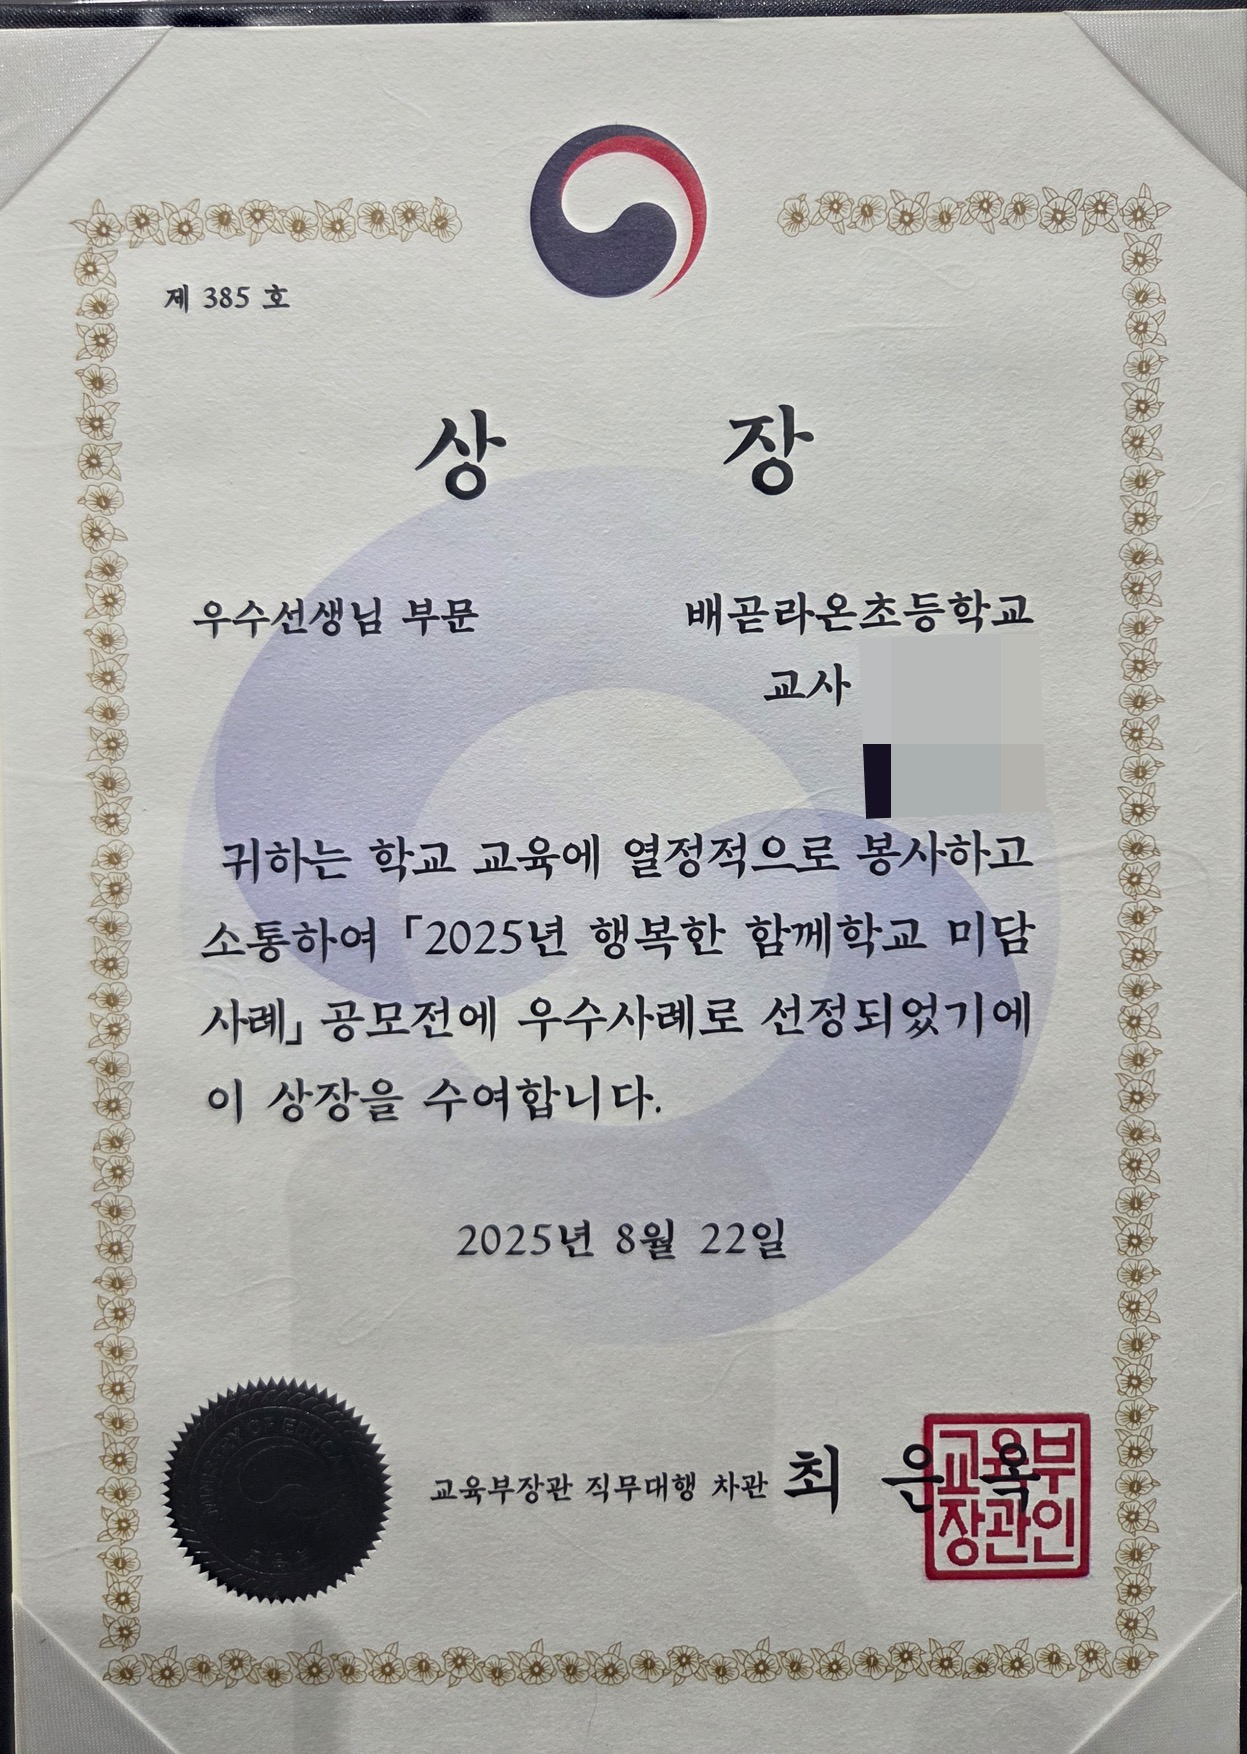 제 385 호
상 장
우수선생님 부문
배곧라온초등학교
교사
귀하는 학교 교육에 열정적으로 봉사하고
소통하여 「2025년 행복한 함께학교 미담
사례」 공모전에 우수사례로 선정되었기에
이 상장을 수여합니다.
2025년 8월 22일
교육부장관 직무대행 차관 최 은 옥
교육부
장관인
MINISTRY OF EDUCATION